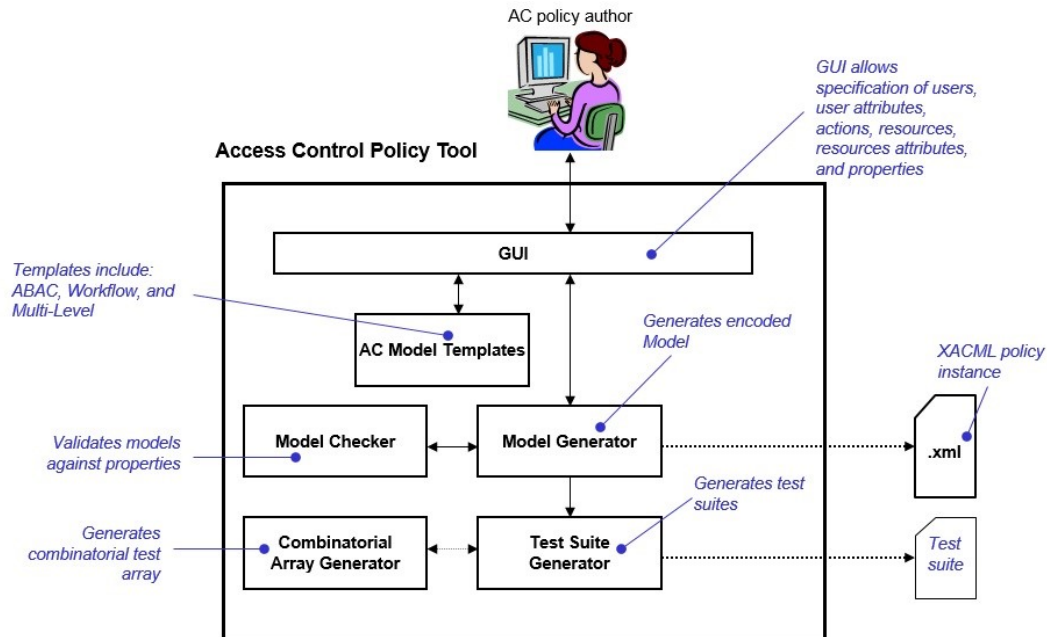 AC policy author
GUI allows
specification of users,
user attributes,
actions, resources,
resources attributes,
and properties
Access Control Policy Tool
GUI
Templates include:
ABAC, Workflow, and
Multi-Level
AC Model Templates
Generates encoded
Model
XACML policy
instance
Validates models
against properties
Model Checker
Model Generator
.xml
Generates test
suites
Generates
combinatorial test
array
Combinatorial
Array Generator
Test Suite
Generator
Test
suite